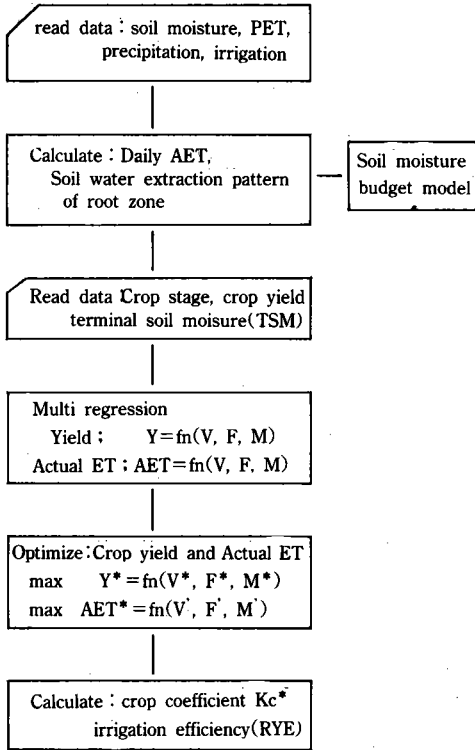 read data : soil moisture, PET,
precipitation, irrigation
Calculate : Daily AET,
Soil water extraction pattern
of root zone
Soil moisture
budget model
Read data : Crop stage, crop yield
terminal soil moisure(TSM)
Multi regression
Yield ; Y=fn(V, F, M)
Actual ET ; AET=fn(V, F, M)
Optimize : Crop yield and Actual ET
max Y*=fn(V*, F*, M*)
max AET*=fn(V', F', M')
Calculate : crop coefficient Kc*
irrigation efficiency(RYE)